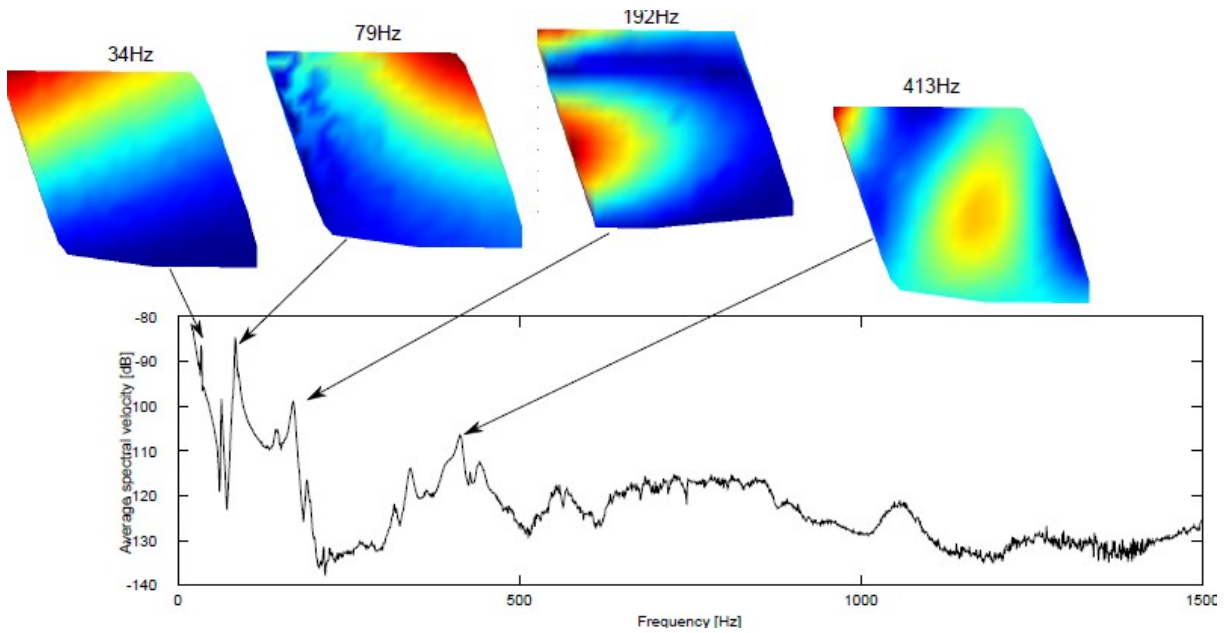 34Hz
79Hz
192Hz
413Hz
-80
-90
-100
-110
-120
-130
-140
Average spectral velocity [dB]
0
500
1000
1500
Frequency [Hz]